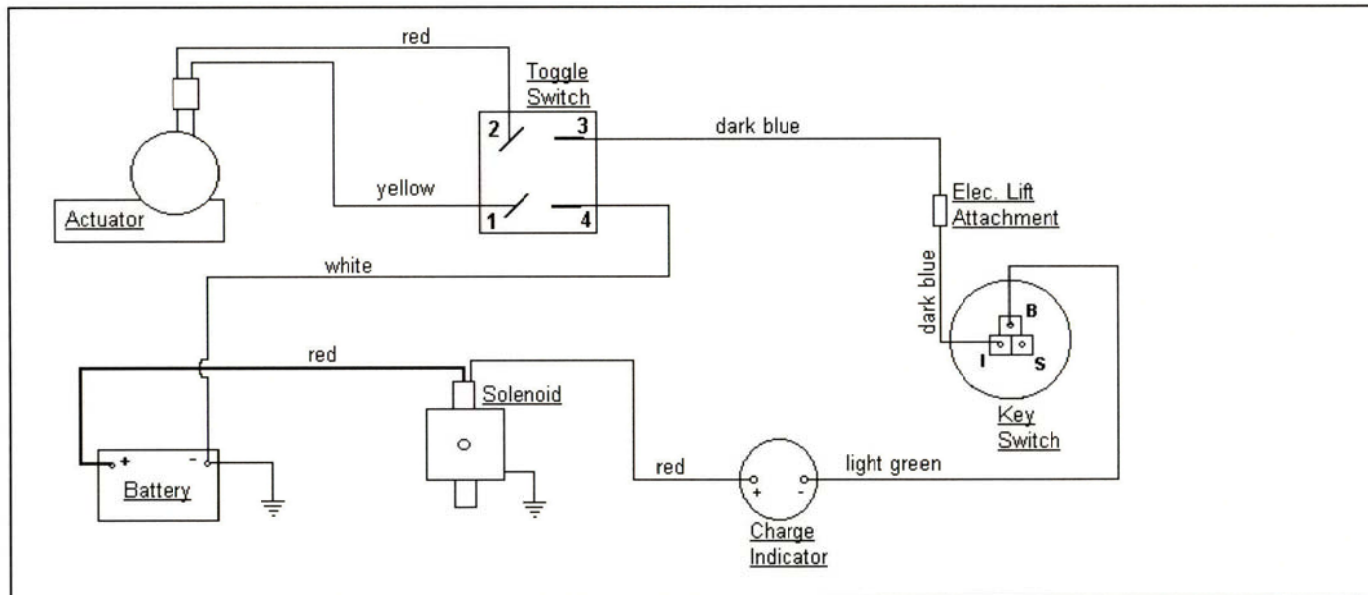 red
Toggle
Switch
2
3
dark blue
yellow
1
4
Elec. Lift
Attachment
Actuator
white
dark blue
B
I
S
red
Solenoid
Key
Switch
+
-
Battery
red
light green
+
-
Charge
Indicator